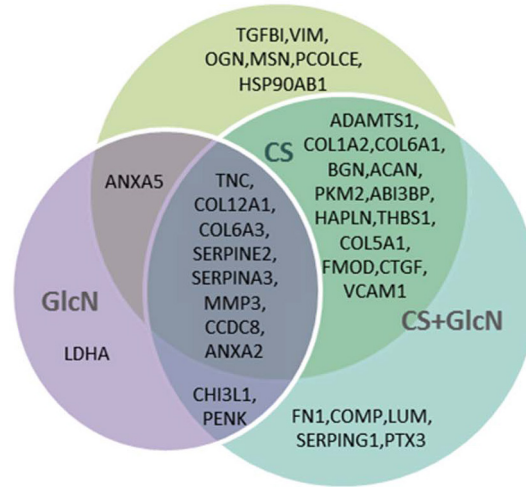 TGFBI,VIM,
OGN,MSN,PCOLCE,
HSP90AB1
ADAMTS1,
COL1A2,COL6A1,
BGN,ACAN,
PKM2,ABI3BP,
HAPLN,THBS1,
COL5A1,
FMOD,CTGF,
VCAM1
CS
ANXA5
TNC,
COL12A1,
COL6A3,
SERPINE2,
SERPINA3,
MMP3,
CCDC8,
ANXA2
GlcN
CS+GlcN
LDHA
CHI3L1,
PENK
FN1,COMP,LUM,
SERPING1,PTX3